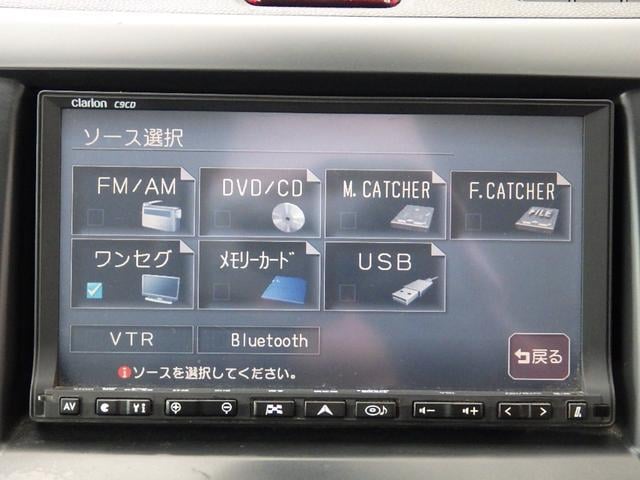 clarion C9CD
ソース選択
FM/AM DVD/CD M. CATCHER F. CATCHER
FILE
ワンセグ ﾒﾓﾘｰｶｰﾄﾞ USB
VTR Bluetooth
ソースを選択してください。
戻る
AV